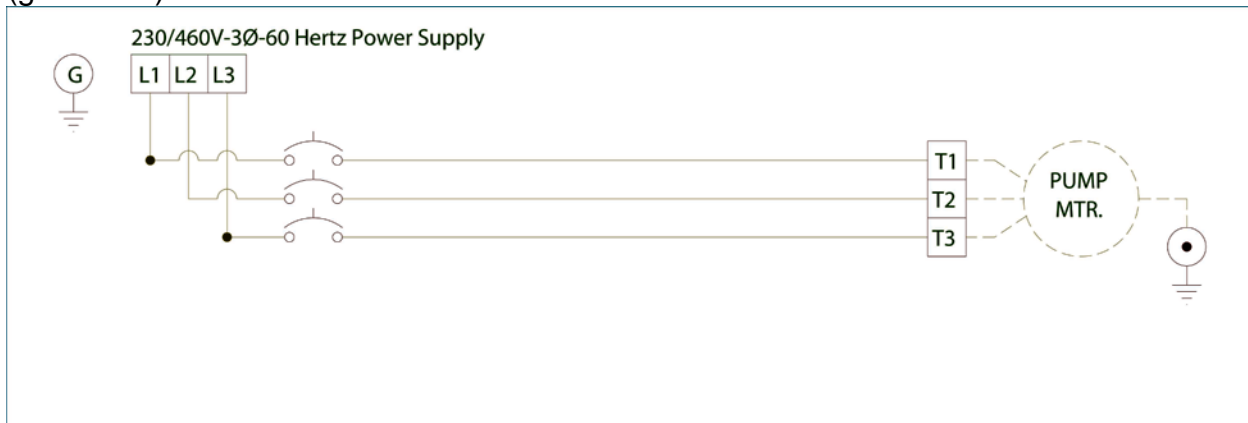 230/460V-3Ø-60 Hertz Power Supply
G
L1 L2 L3
T1
T2
T3
PUMP
MTR.